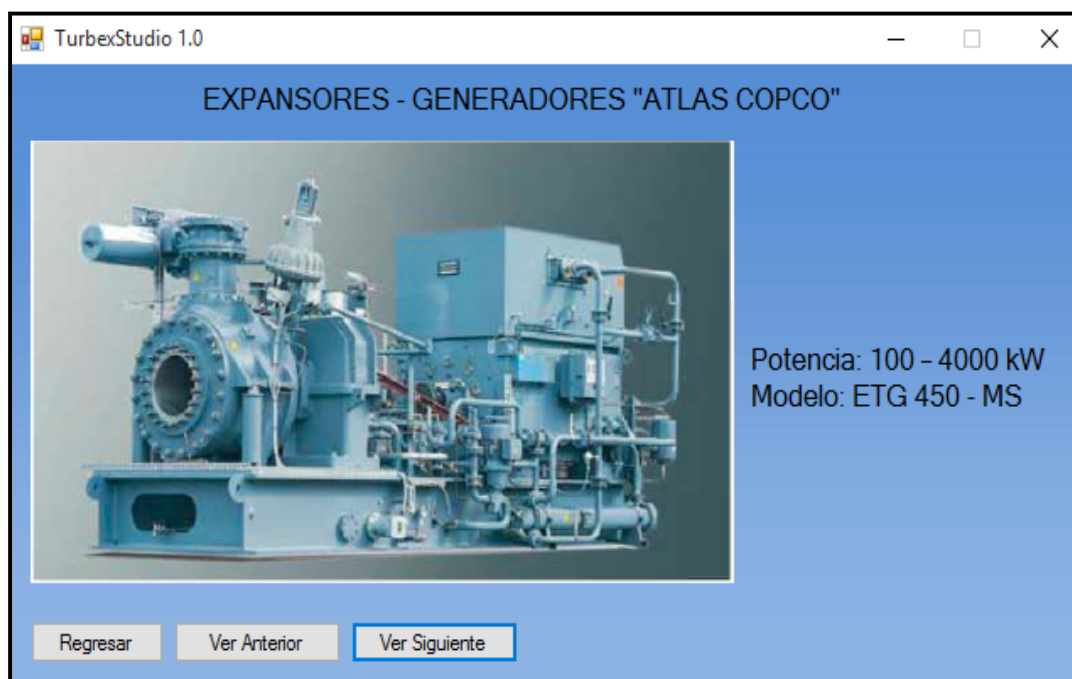 TurbexStudio 1.0
EXPANSORES - GENERADORES "ATLAS COPCO"
Potencia: 100 – 4000 kW
Modelo: ETG 450 - MS
Regresar
Ver Anterior
Ver Siguiente